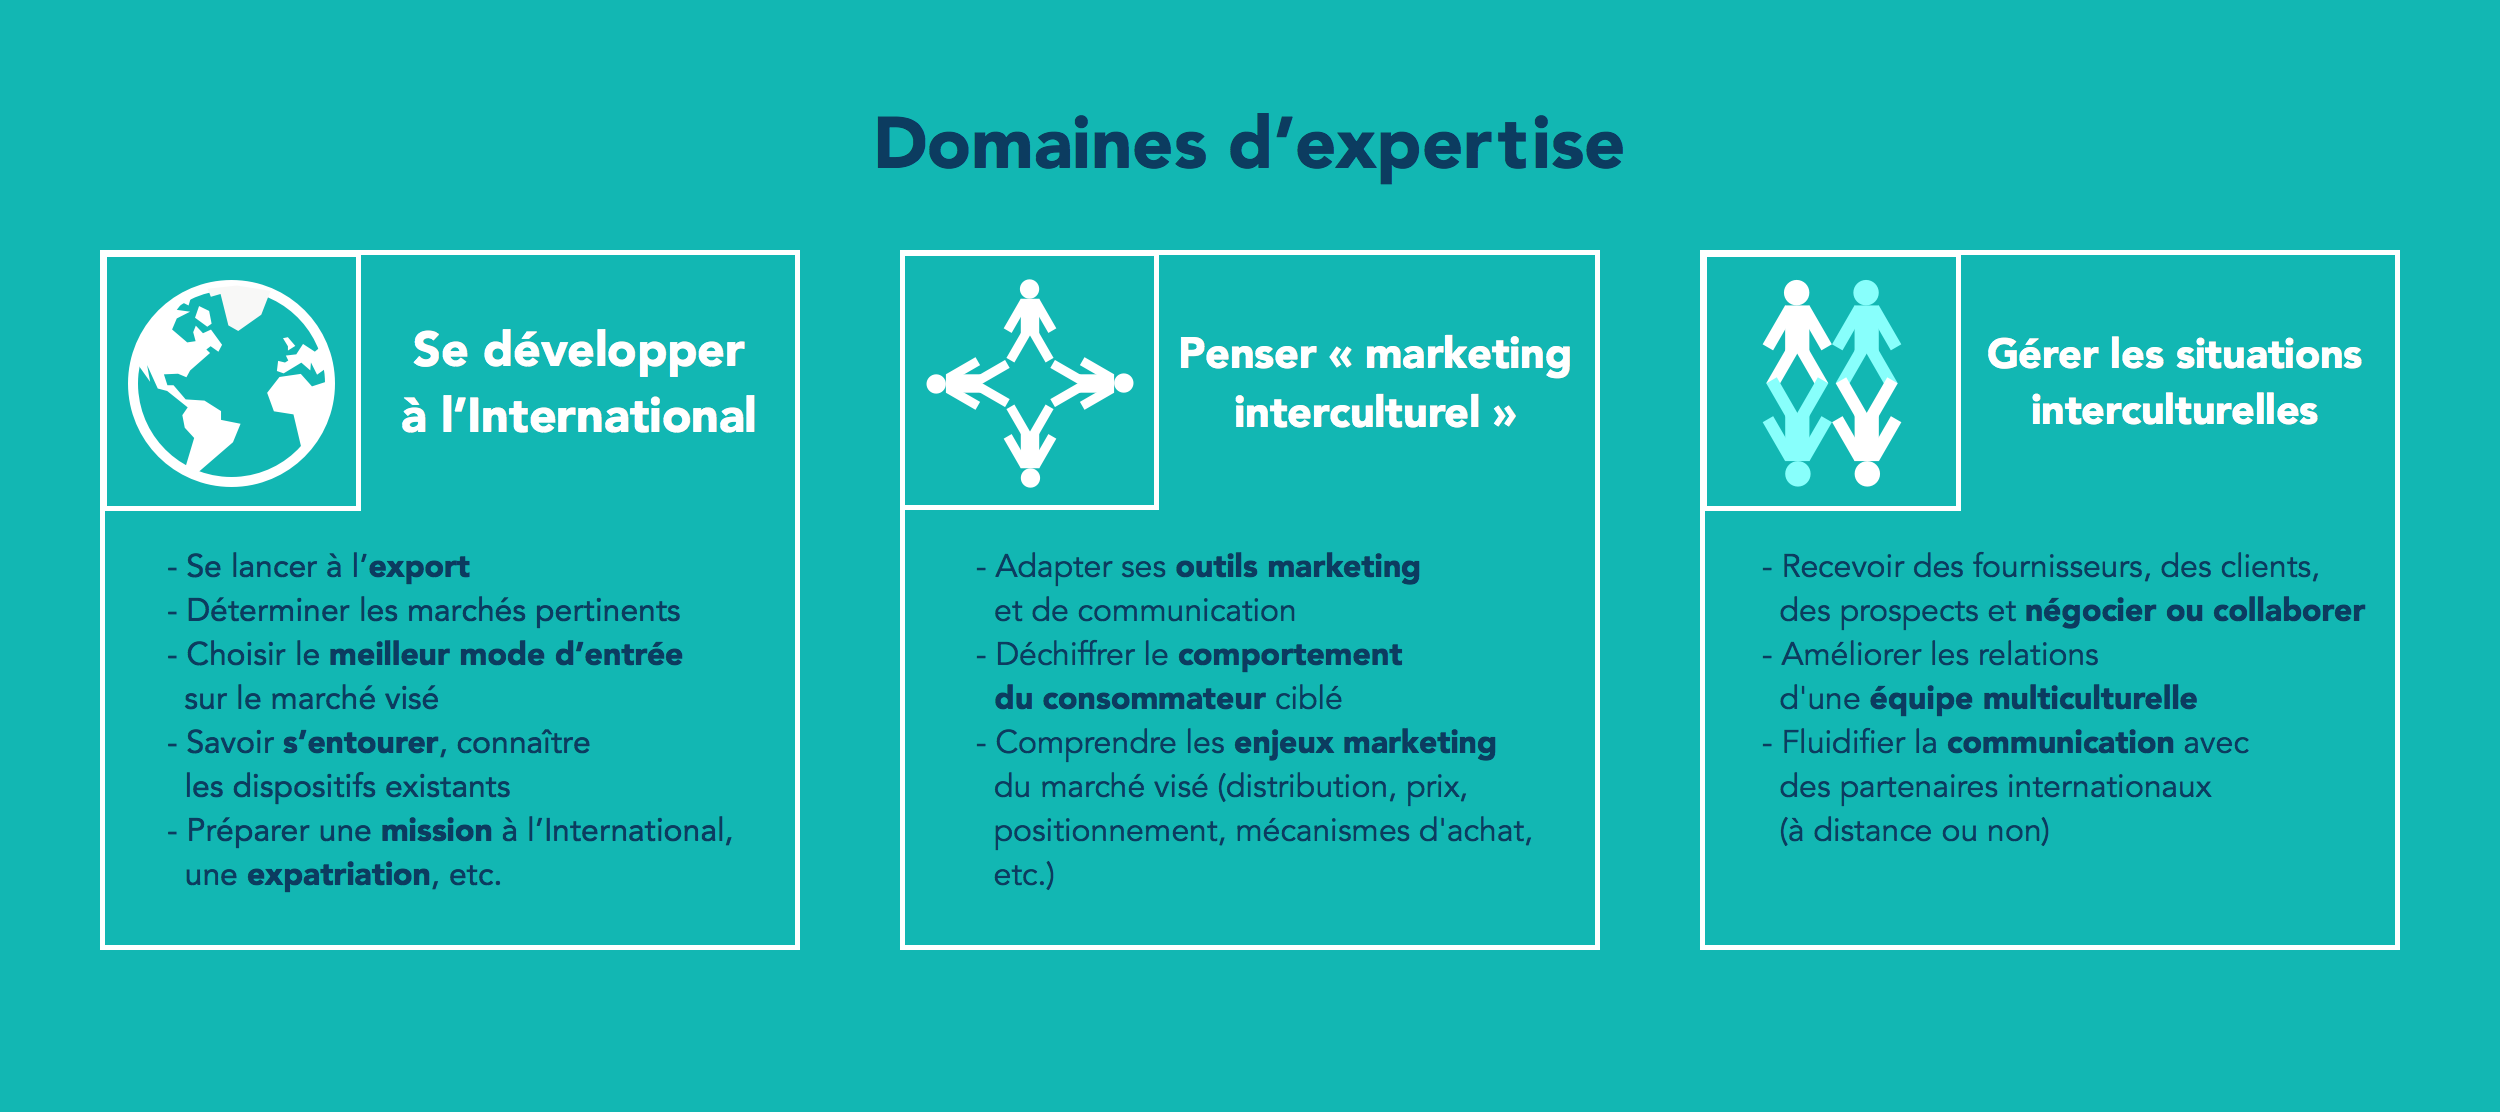 Domaines d’expertise
Se développer
à l’International
- Se lancer à l’export
- Déterminer les marchés pertinents
- Choisir le meilleur mode d’entrée
sur le marché visé
- Savoir s’entourer, connaître
les dispositifs existants
- Préparer une mission à l’International,
une expatriation, etc.
Penser « marketing
interculturel »
- Adapter ses outils marketing
et de communication
- Déchiffrer le comportement
du consommateur ciblé
- Comprendre les enjeux marketing
du marché visé (distribution, prix,
positionnement, mécanismes d'achat,
etc.)
Gérer les situations
interculturelles
- Recevoir des fournisseurs, des clients,
des prospects et négocier ou collaborer
- Améliorer les relations
d'une équipe multiculturelle
- Fluidifier la communication avec
des partenaires internationaux
(à distance ou non)